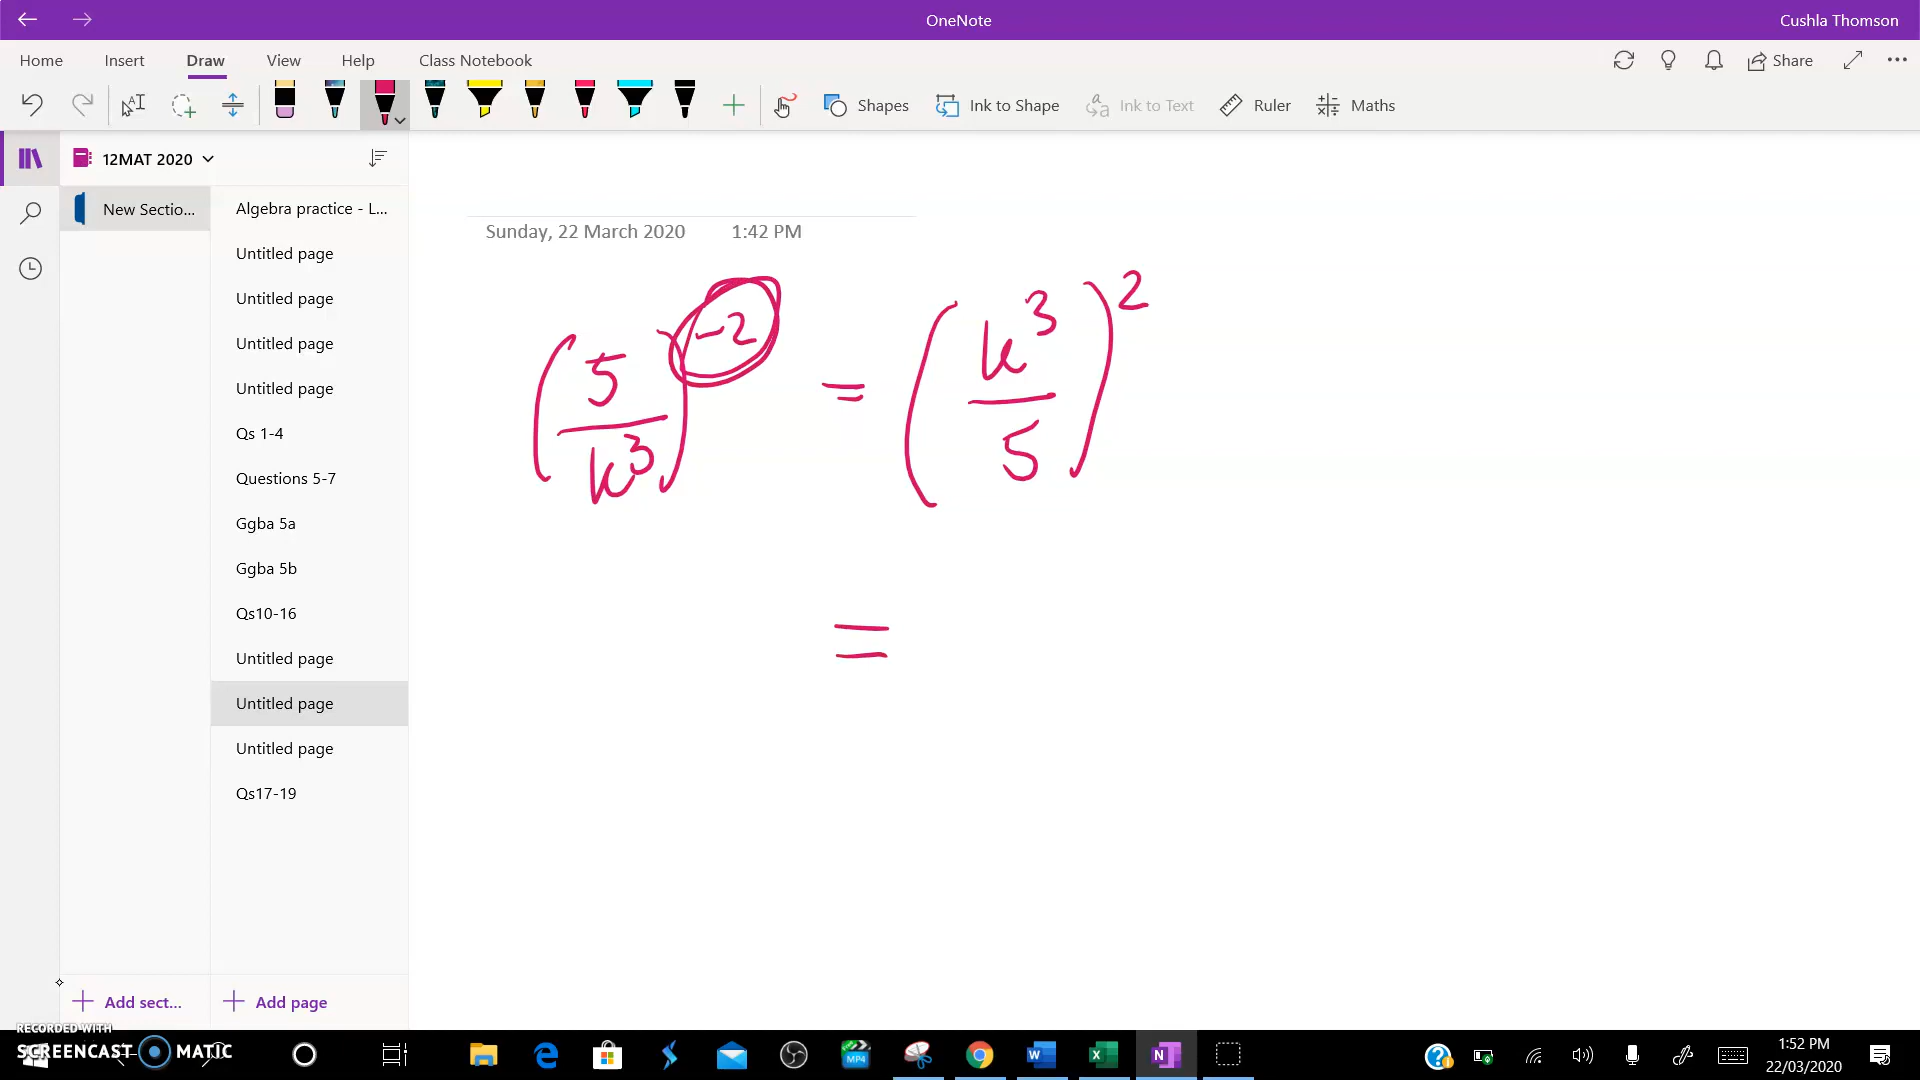 OneNote
Cushla Thomson
Home Insert Draw View Help Class Notebook
Share
Shapes Ink to Shape Ink to Text Ruler Maths
12MAT 2020
New Sectio...
Algebra practice - L...
Untitled page
Untitled page
Untitled page
Untitled page
Qs 1-4
Questions 5-7
Ggba 5a
Ggba 5b
Qs10-16
Untitled page
Untitled page
Untitled page
Qs17-19
Add sect...
Add page
Sunday, 22 March 2020 1:42 PM
(5/k³)⁻² = (k³/5)²
=
RECORDED WITH
SCREENCAST MATIC
MP4
1:52 PM
22/03/2020